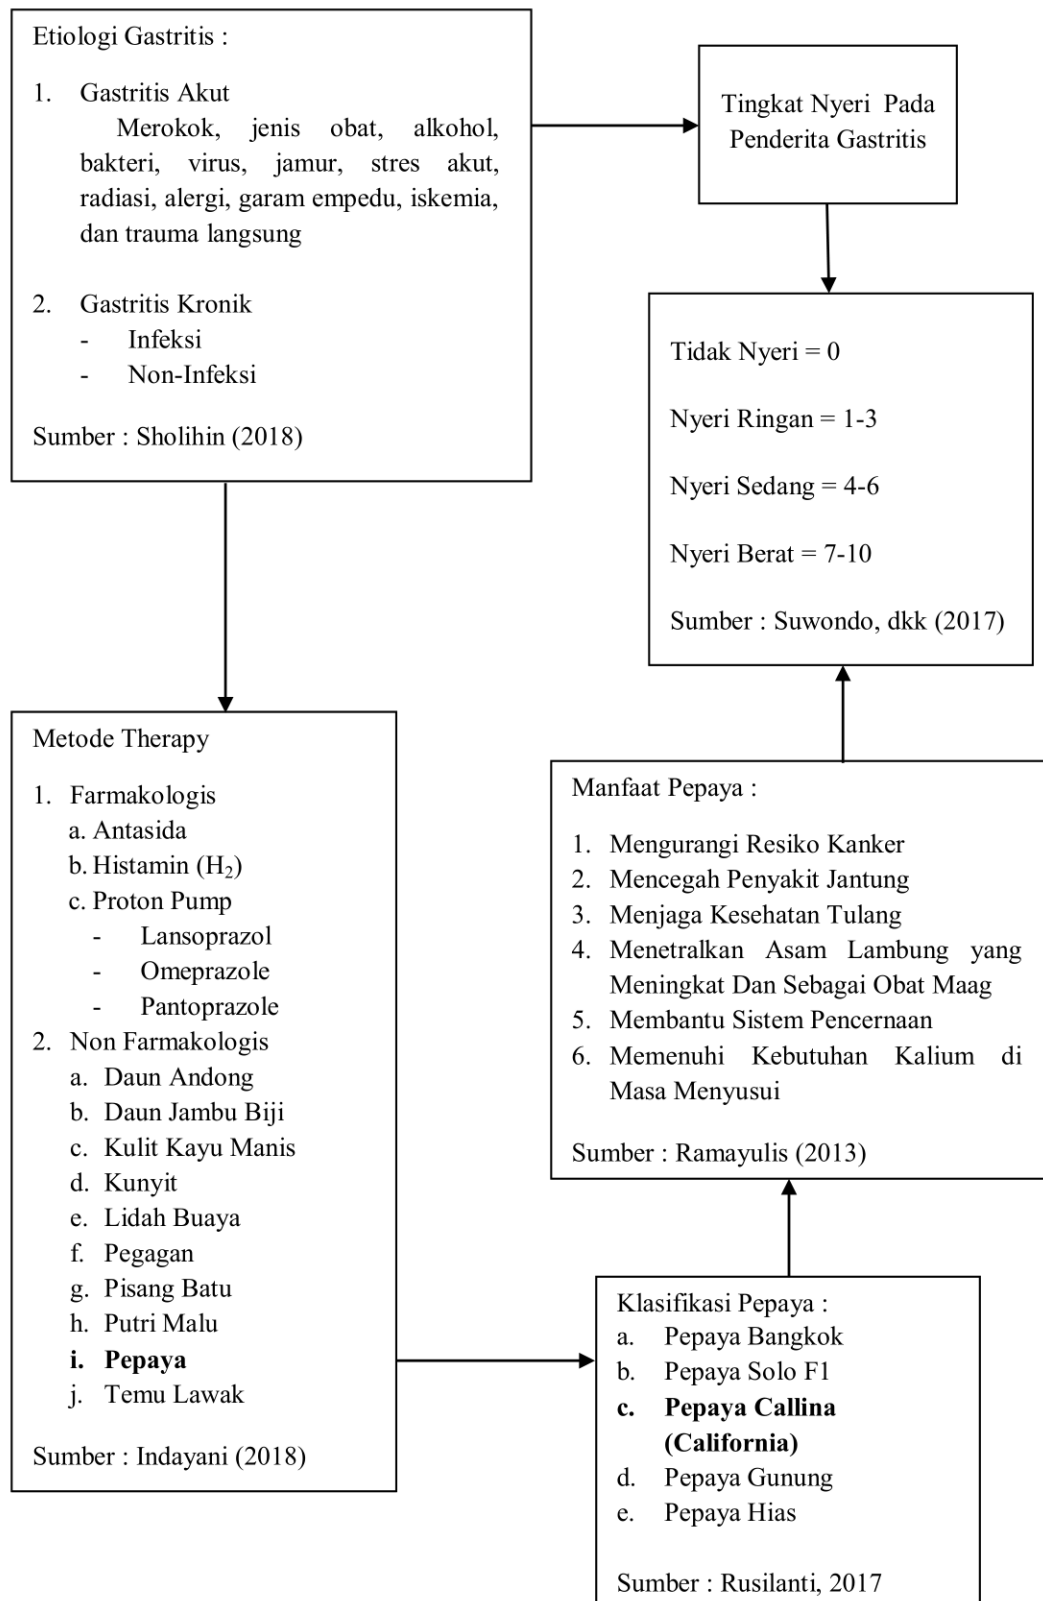 Etiologi Gastritis :
1. Gastritis Akut
Merokok, jenis obat, alkohol,
bakteri, virus, jamur, stres akut,
radiasi, alergi, garam empedu, iskemia,
dan trauma langsung
2. Gastritis Kronik
- Infeksi
- Non-Infeksi
Sumber : Sholihin (2018)
Tingkat Nyeri Pada
Penderita Gastritis
Tidak Nyeri = 0
Nyeri Ringan = 1-3
Nyeri Sedang = 4-6
Nyeri Berat = 7-10
Sumber : Suwondo, dkk (2017)
Metode Therapy
1. Farmakologis
a. Antasida
b. Histamin (H₂)
c. Proton Pump
- Lansoprazol
- Omeprazole
- Pantoprazole
2. Non Farmakologis
a. Daun Andong
b. Daun Jambu Biji
c. Kulit Kayu Manis
d. Kunyit
e. Lidah Buaya
f. Pegagan
g. Pisang Batu
h. Putri Malu
i. Pepaya
j. Temu Lawak
Sumber : Indayani (2018)
Manfaat Pepaya :
1. Mengurangi Resiko Kanker
2. Mencegah Penyakit Jantung
3. Menjaga Kesehatan Tulang
4. Menetralkan Asam Lambung yang
Meningkat Dan Sebagai Obat Maag
5. Membantu Sistem Pencernaan
6. Memenuhi Kebutuhan Kalium di
Masa Menyusui
Sumber : Ramayulis (2013)
Klasifikasi Pepaya :
a. Pepaya Bangkok
b. Pepaya Solo F1
c. Pepaya Callina
(California)
d. Pepaya Gunung
e. Pepaya Hias
Sumber : Rusilanti, 2017